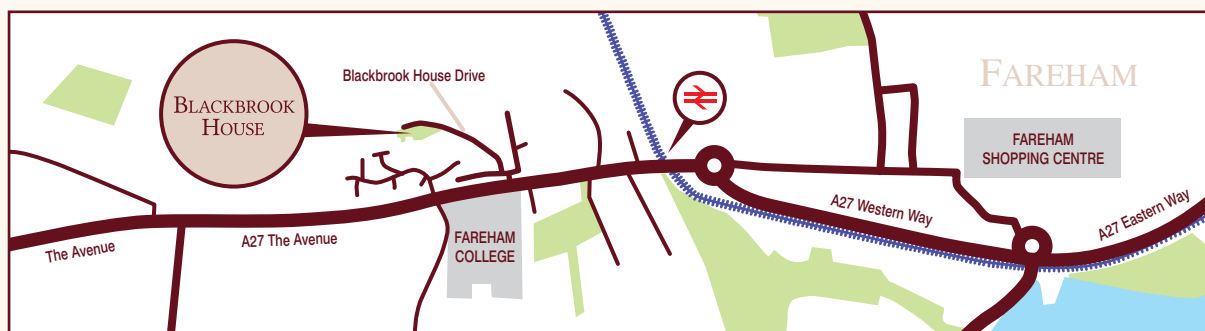 FAREHAM
Blackbrook House Drive
BLACKBROOK
HOUSE
FAREHAM
SHOPPING CENTRE
A27 Western Way
A27 Eastern Way
The Avenue
A27 The Avenue
FAREHAM
COLLEGE